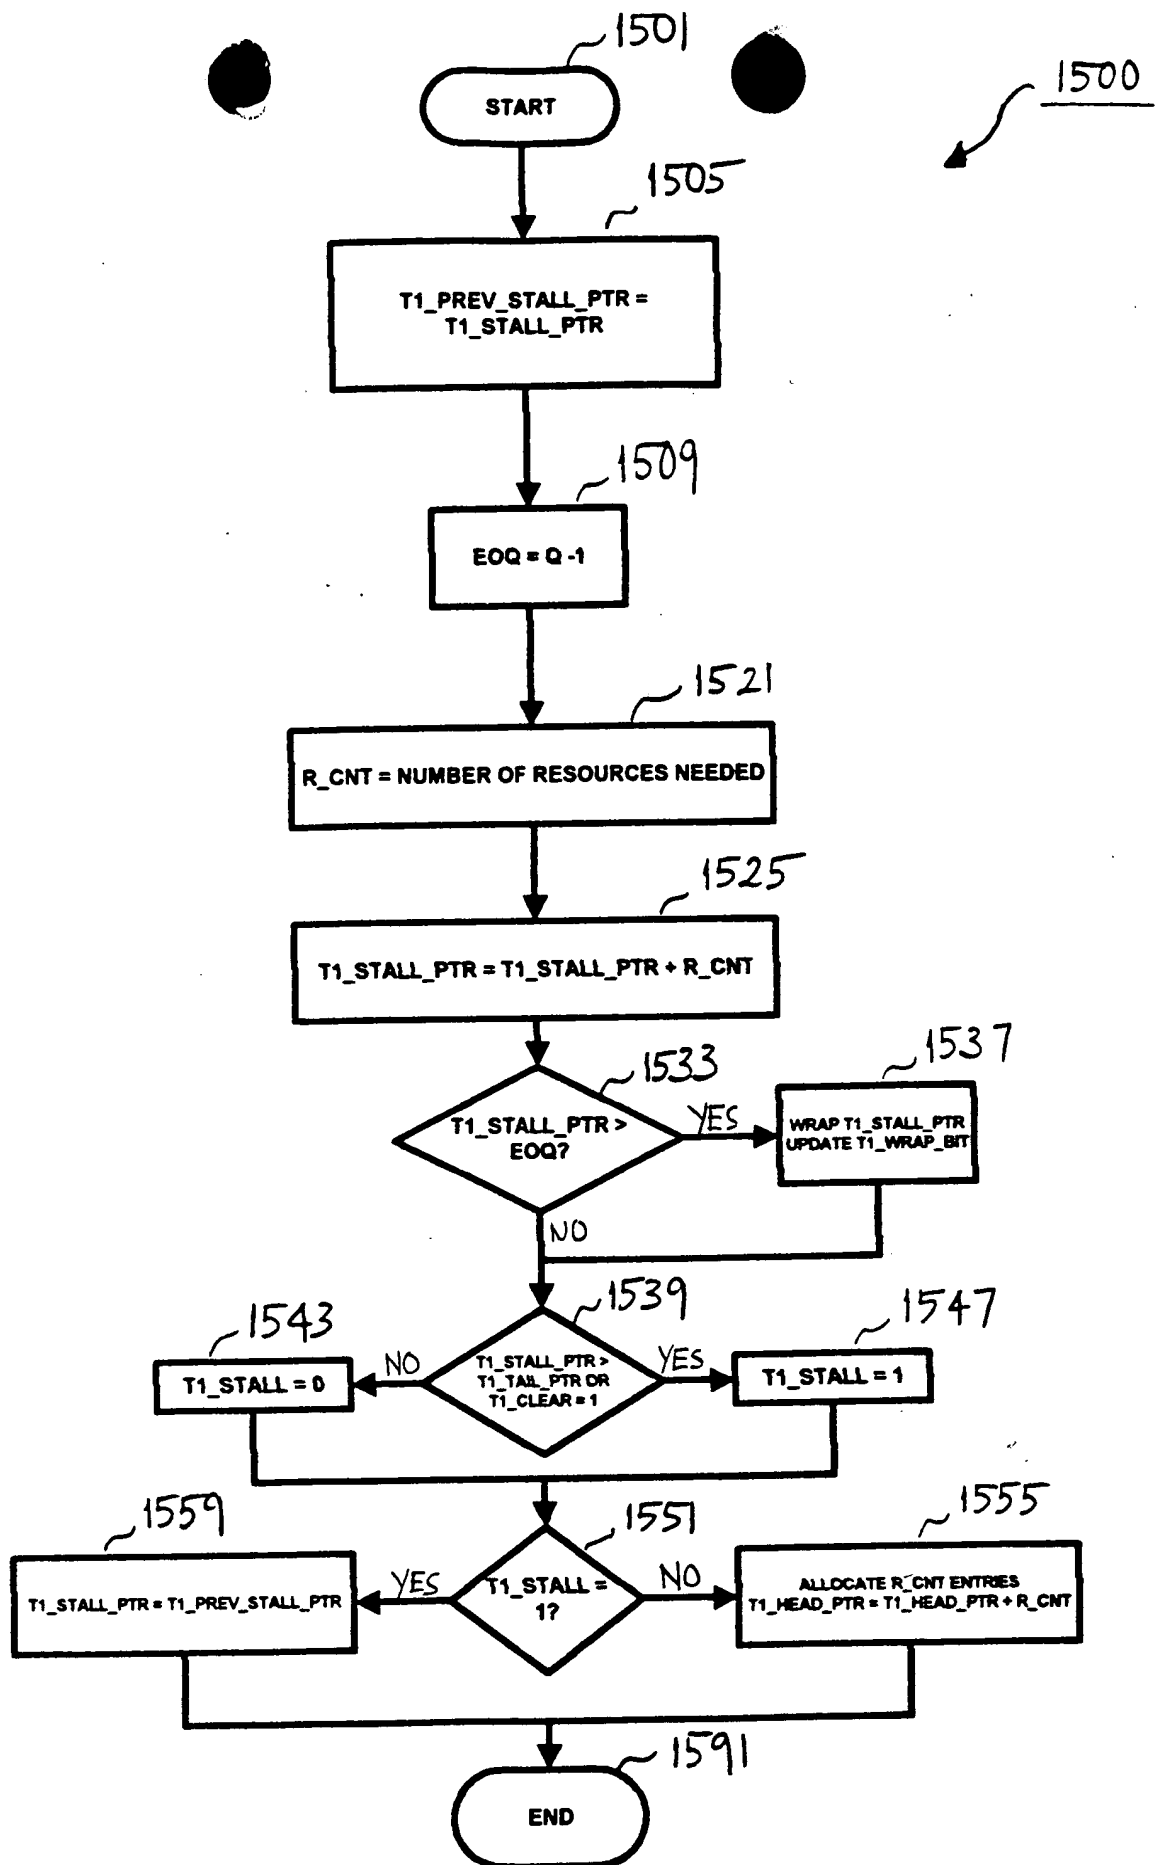 1501
START
1500
1505
T1_PREV_STALL_PTR =
T1_STALL_PTR
1509
EOQ = Q -1
1521
R_CNT = NUMBER OF RESOURCES NEEDED
1525
T1_STALL_PTR = T1_STALL_PTR + R_CNT
1533
T1_STALL_PTR >
EOQ?
YES
1537
WRAP T1_STALL_PTR
UPDATE T1_WRAP_BIT
NO
1539
T1_STALL_PTR >
T1_TAIL_PTR OR
T1_CLEAR = 1
1543
NO
T1_STALL = 0
YES
1547
T1_STALL = 1
1551
T1_STALL =
1?
1559
YES
T1_STALL_PTR = T1_PREV_STALL_PTR
NO
1555
ALLOCATE R_CNT ENTRIES
T1_HEAD_PTR = T1_HEAD_PTR + R_CNT
1591
END